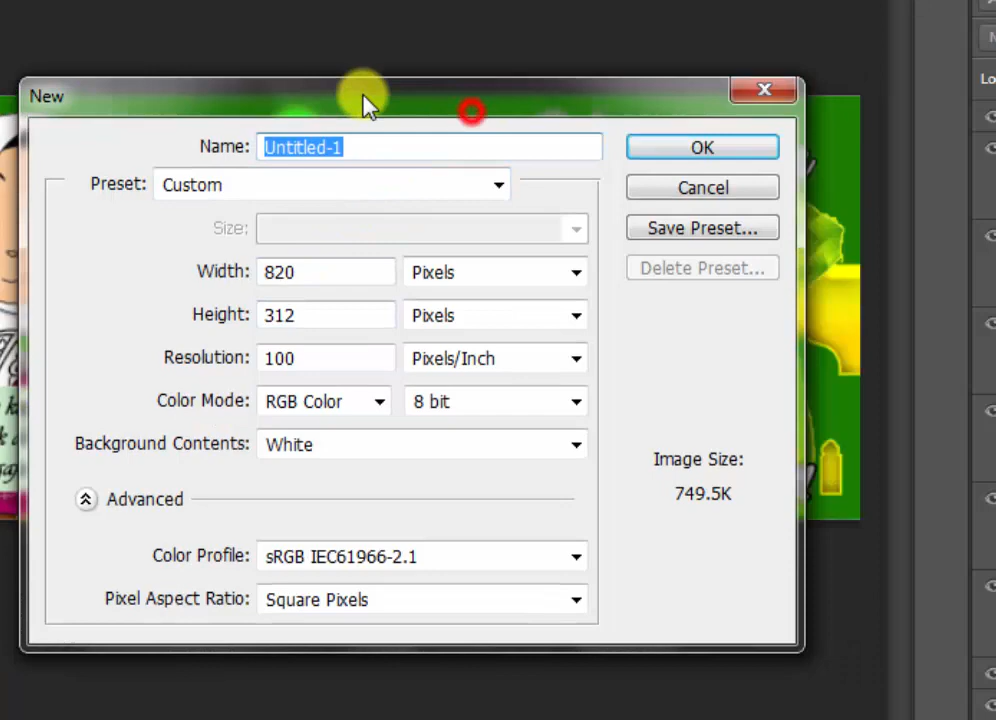 New
Name: Untitled-1 OK
Preset: Custom Cancel
Size: Save Preset...
Width: 820 Pixels Delete Preset...
Height: 312 Pixels
Resolution: 100 Pixels/Inch
Color Mode: RGB Color 8 bit
Background Contents: White
Image Size:
749.5K
Advanced
Color Profile: sRGB IEC61966-2.1
Pixel Aspect Ratio: Square Pixels
Lo